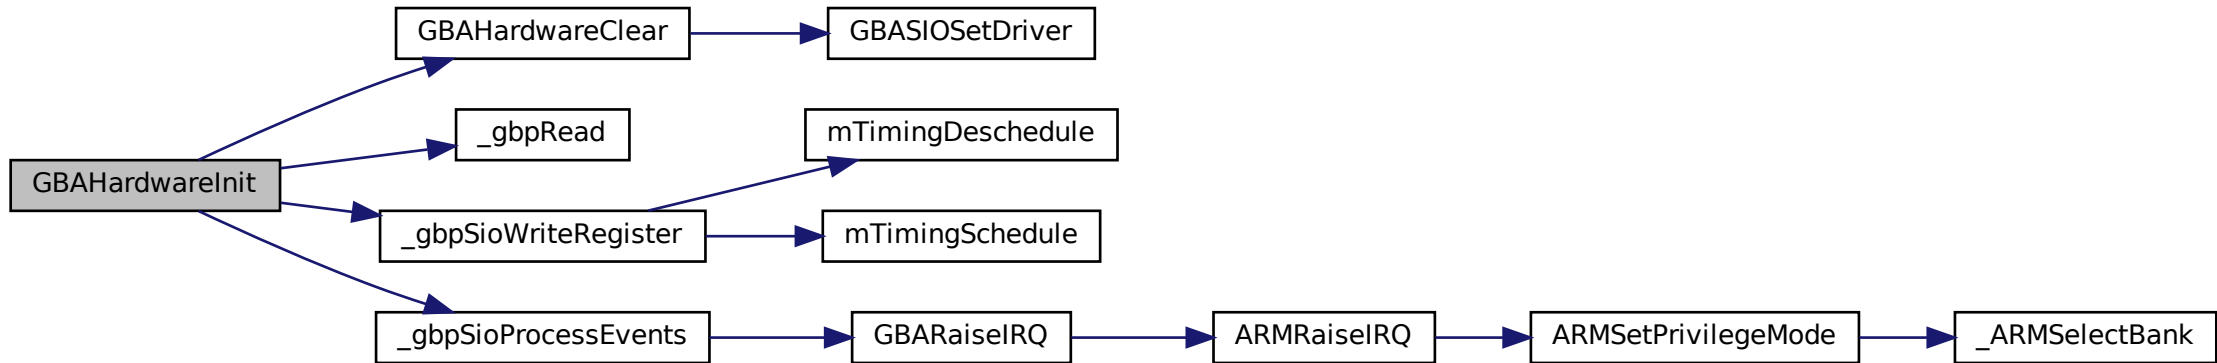 GBAHardwareClear
GBASIOSetDriver
_gbpRead
mTimingDeschedule
GBAHardwareInit
_gbpSioWriteRegister
mTimingSchedule
_gbpSioProcessEvents
GBARaiseIRQ
ARMRaiseIRQ
ARMSetPrivilegeMode
_ARMSelectBank